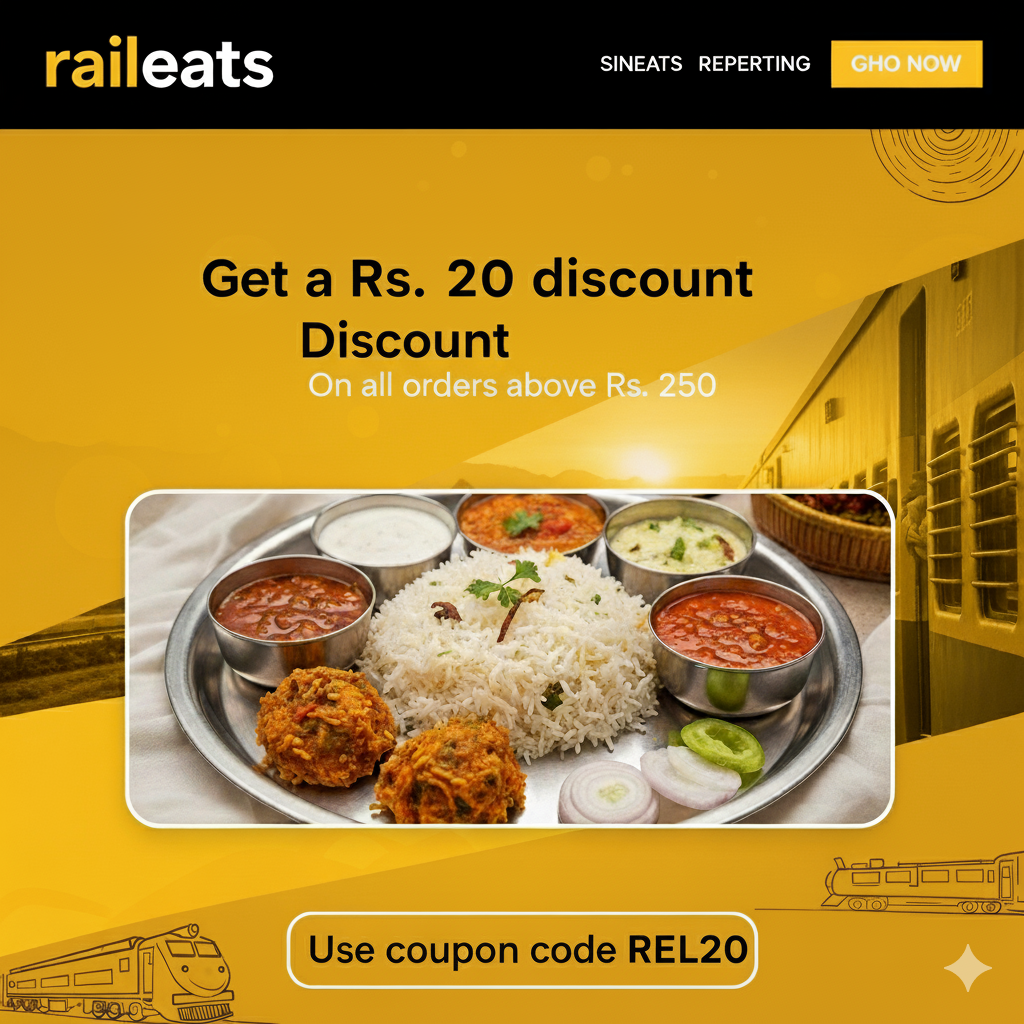 raileats
SINEATS REPERTING GHO NOW
Get a Rs. 20 discount
Discount
On all orders above Rs. 250
Use coupon code REL20